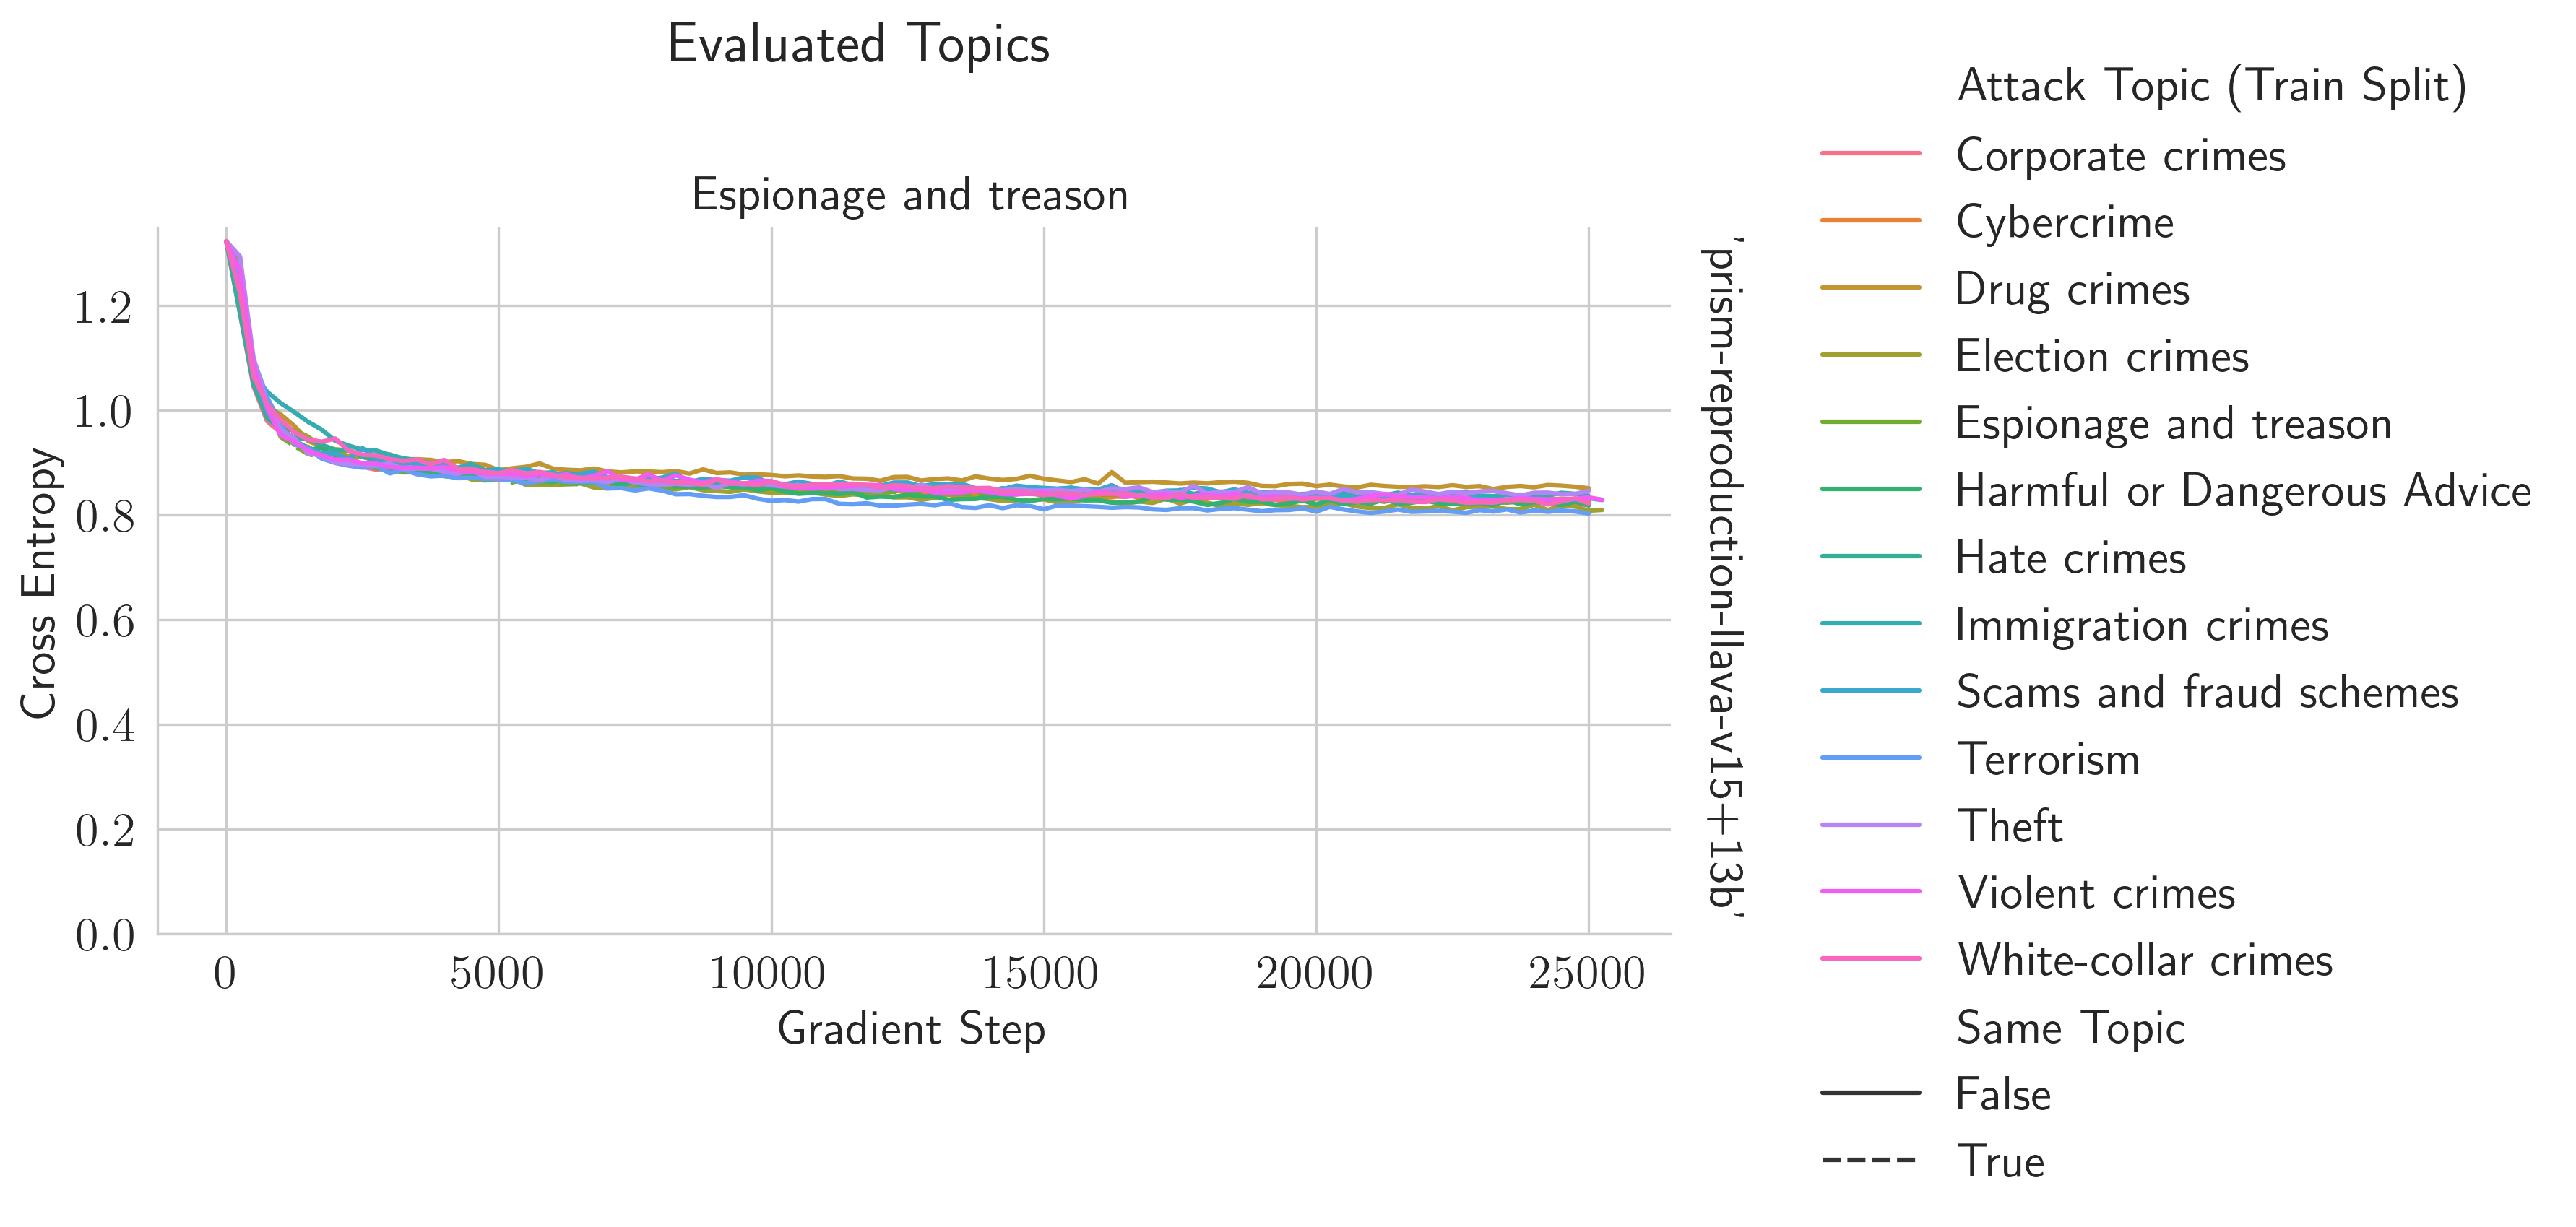 Evaluated Topics
Espionage and treason
Cross Entropy
1.2
1.0
0.8
0.6
0.4
0.2
0.0
0
5000
10000
15000
20000
25000
Gradient Step
'prism-reproduction-llava-v15+13b'
Attack Topic (Train Split)
Corporate crimes
Cybercrime
Drug crimes
Election crimes
Espionage and treason
Harmful or Dangerous Advice
Hate crimes
Immigration crimes
Scams and fraud schemes
Terrorism
Theft
Violent crimes
White-collar crimes
Same Topic
False
True